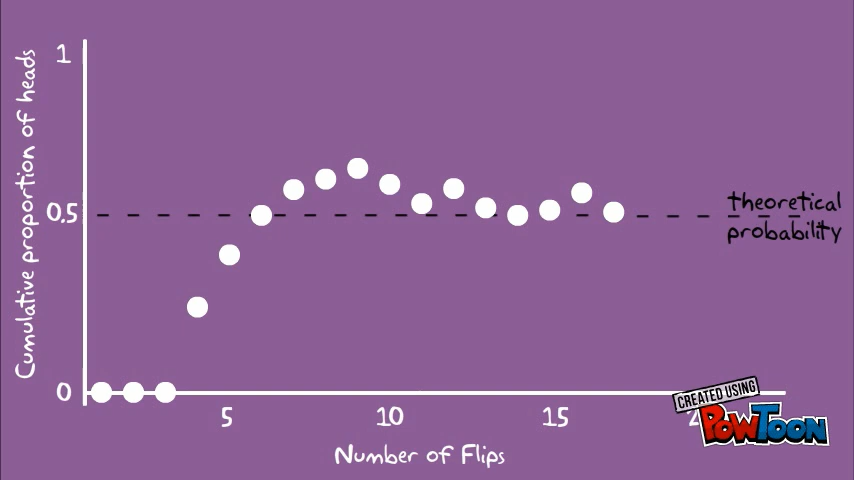 Cumulative proportion of heads
1
0.5
0
theoretical
probability
5
10
15
Number of Flips
CREATED USING
POWTOON